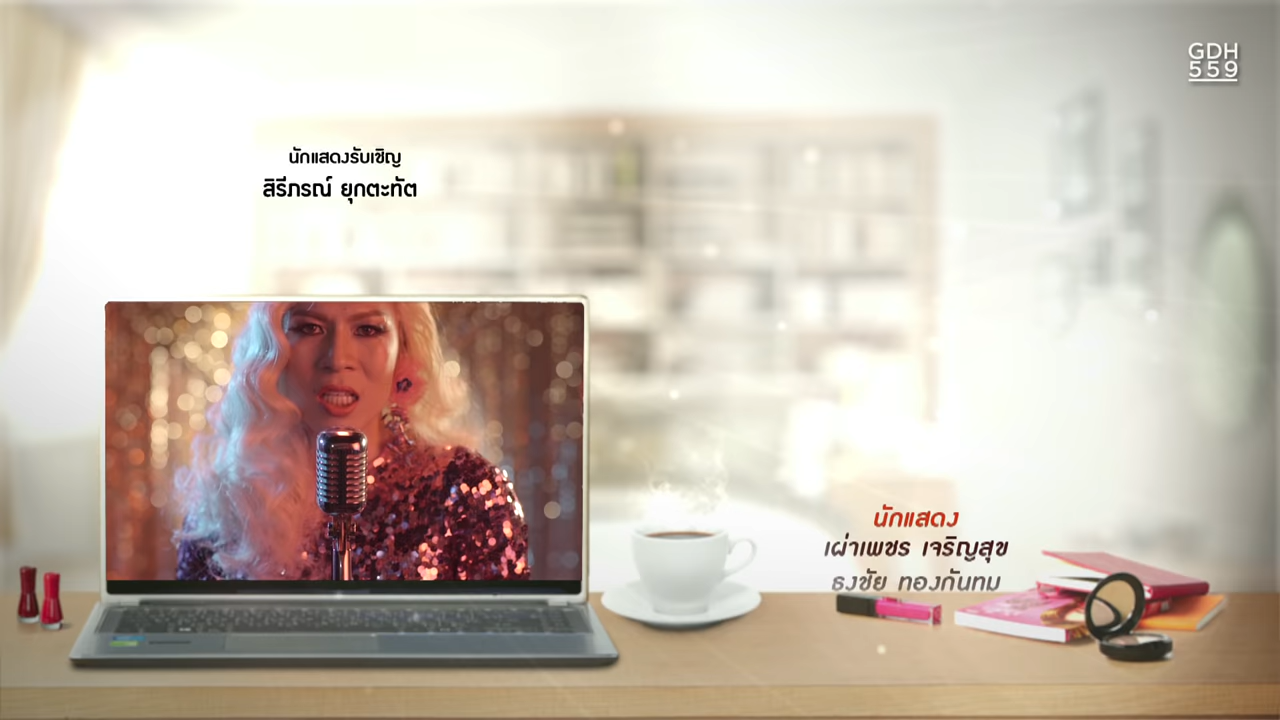 GDH
559
นักแสดงรับเชิญ
สิรีภรณ์ ยุกตะทัต
นักแสดง
เผ่าเพชร เจริญสุข
ธงชัย ทองกันทม